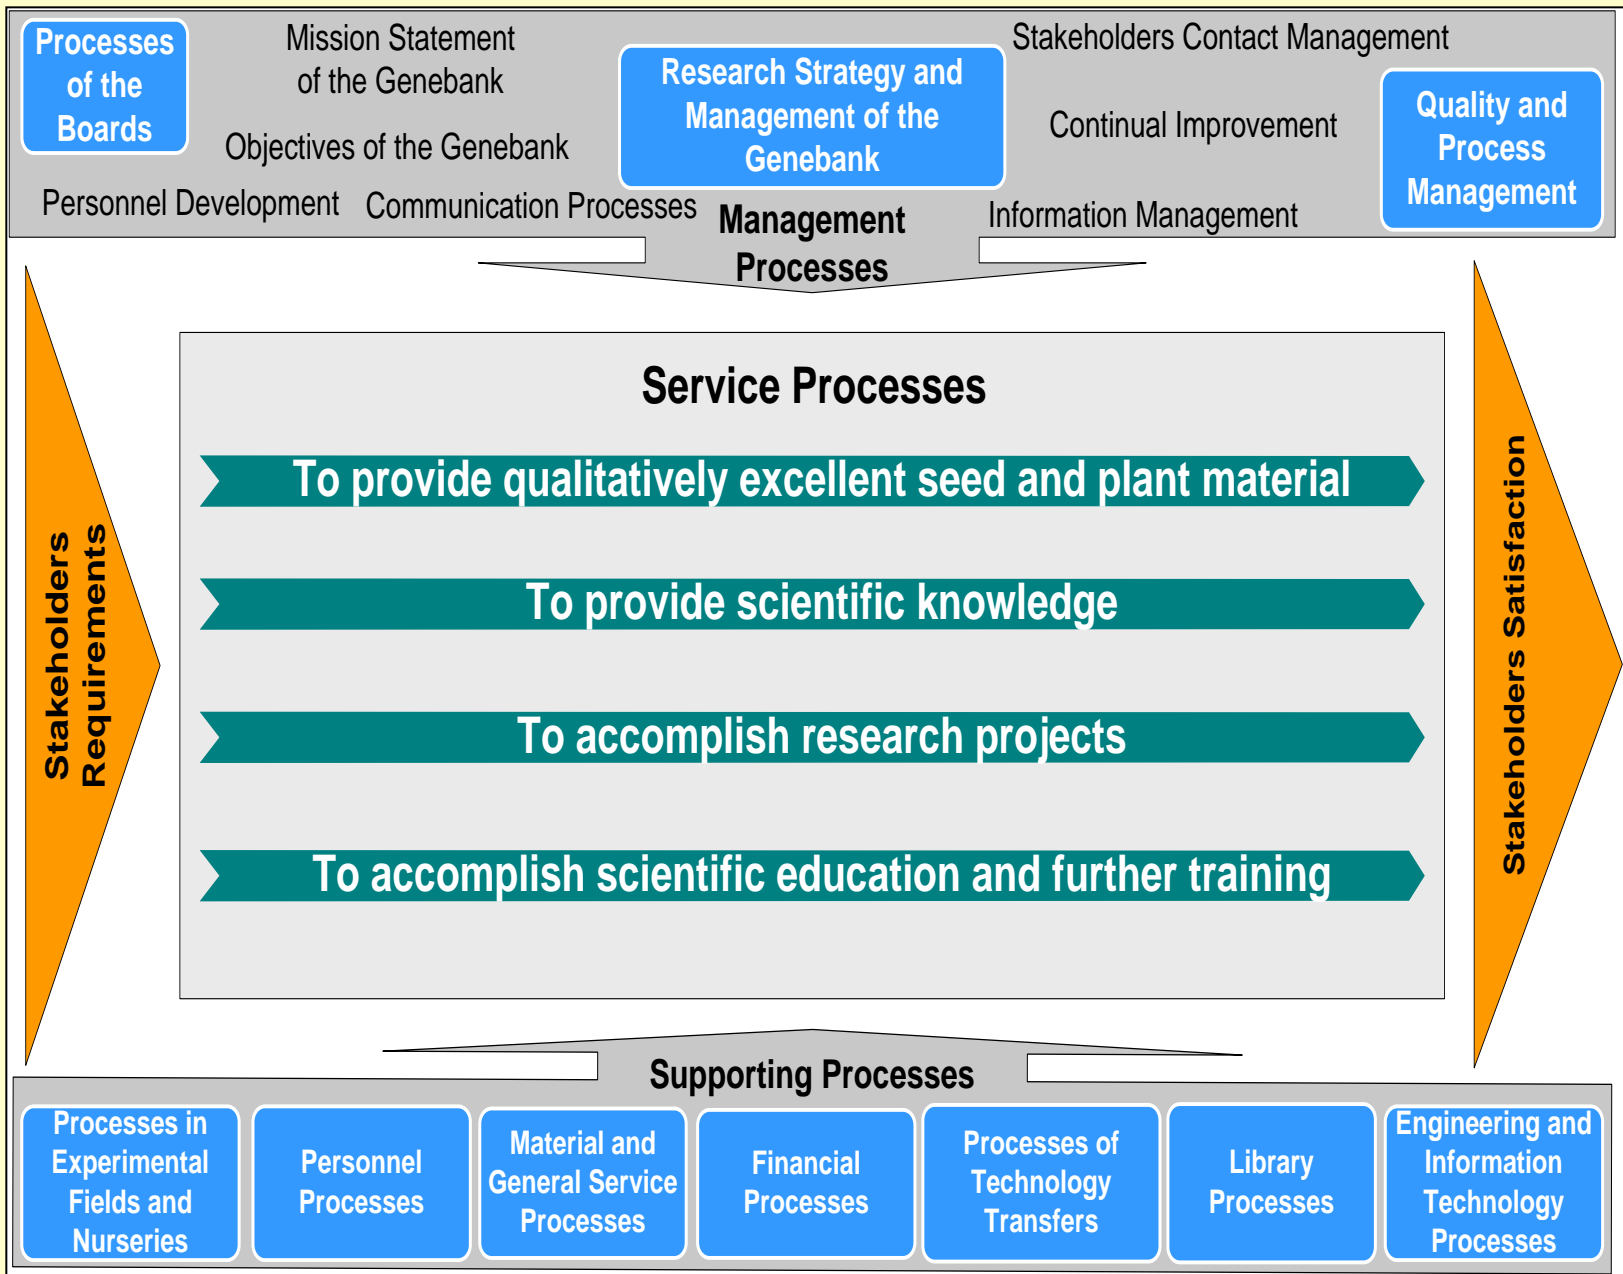 Processes
of the
Boards
Mission Statement
of the Genebank
Objectives of the Genebank
Personnel Development
Communication Processes
Research Strategy and
Management of the
Genebank
Management
Processes
Stakeholders Contact Management
Continual Improvement
Information Management
Quality and
Process
Management
Stakeholders
Requirements
Service Processes
To provide qualitatively excellent seed and plant material
To provide scientific knowledge
To accomplish research projects
To accomplish scientific education and further training
Stakeholders Satisfaction
Supporting Processes
Processes in
Experimental
Fields and
Nurseries
Personnel
Processes
Material and
General Service
Processes
Financial
Processes
Processes of
Technology
Transfers
Library
Processes
Engineering and
Information
Technology
Processes